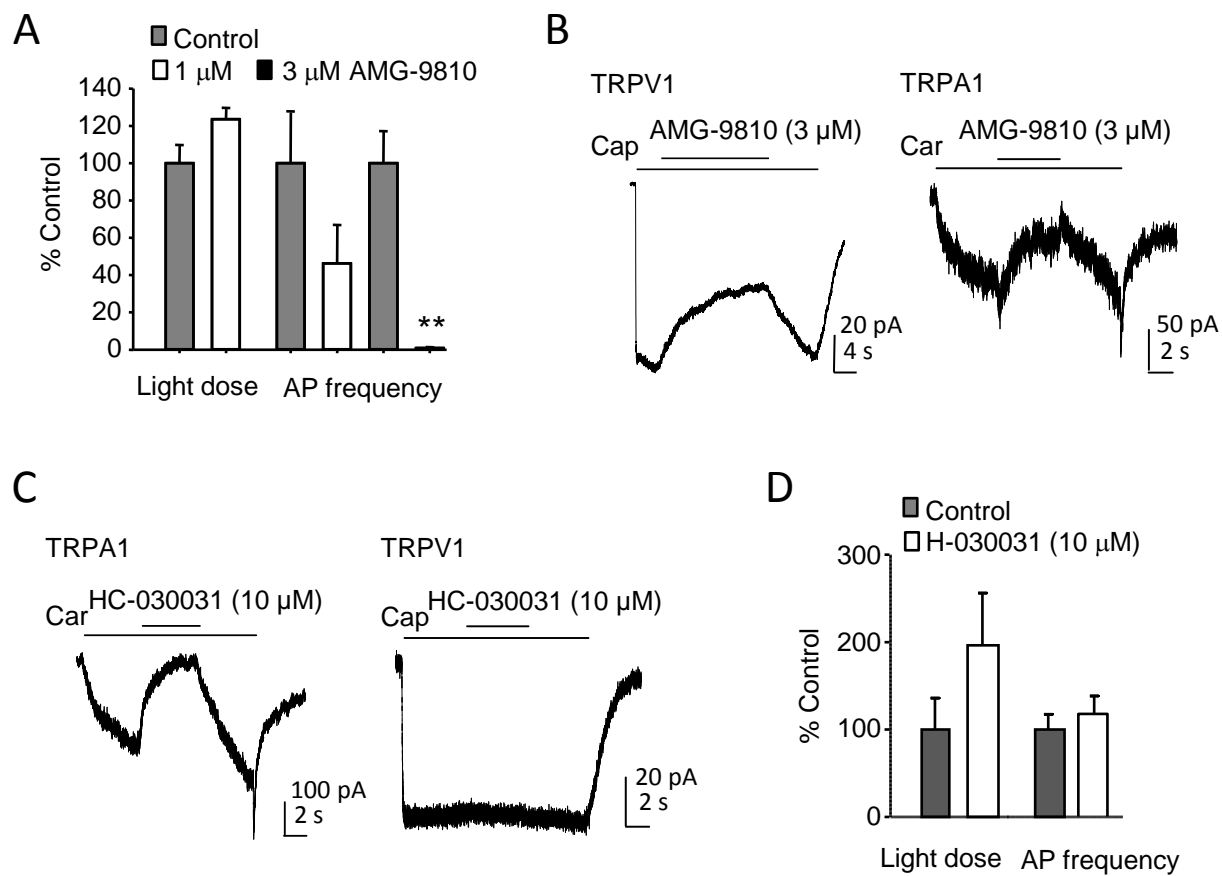 A
Control
1 μM 3 μM AMG-9810
140
120
100
80
60
40
20
0
% Control
**
Light dose AP frequency
B
TRPV1
AMG-9810 (3 μM)
Cap
20 pA
4 s
TRPA1
AMG-9810 (3 μM)
Car
50 pA
2 s
C
TRPA1
HC-030031 (10 μM)
Car
100 pA
2 s
TRPV1
HC-030031 (10 μM)
Cap
20 pA
2 s
D
Control
H-030031 (10 μM)
300
200
100
0
% Control
Light dose AP frequency